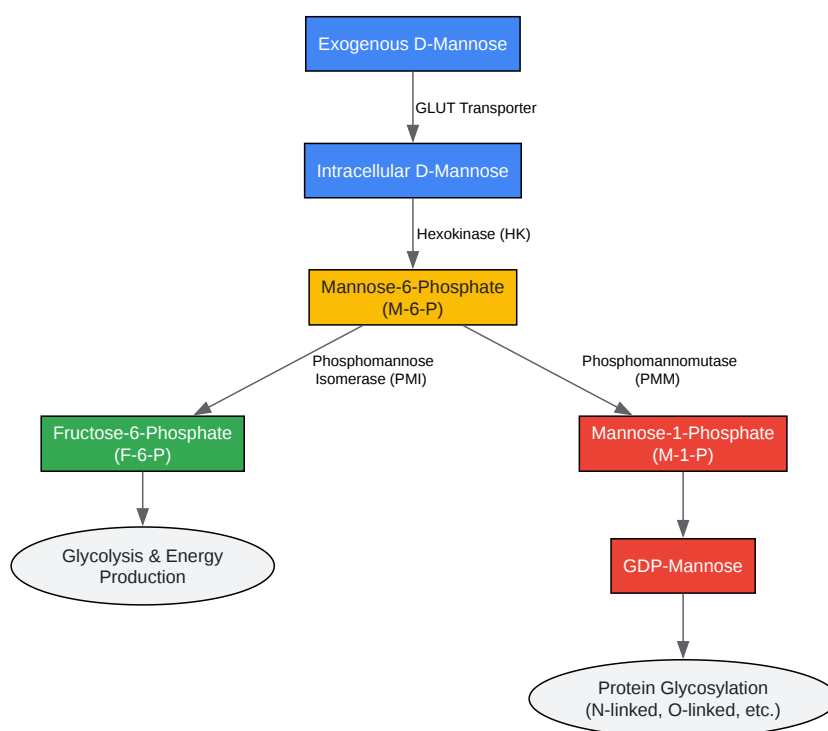 Exogenous D-Mannose
GLUT Transporter
Intracellular D-Mannose
Hexokinase (HK)
Mannose-6-Phosphate
(M-6-P)
Phosphomannose
Isomerase (PMI)
Phosphomannomutase
(PMM)
Fructose-6-Phosphate
(F-6-P)
Mannose-1-Phosphate
(M-1-P)
Glycolysis & Energy
Production
GDP-Mannose
Protein Glycosylation
(N-linked, O-linked, etc.)